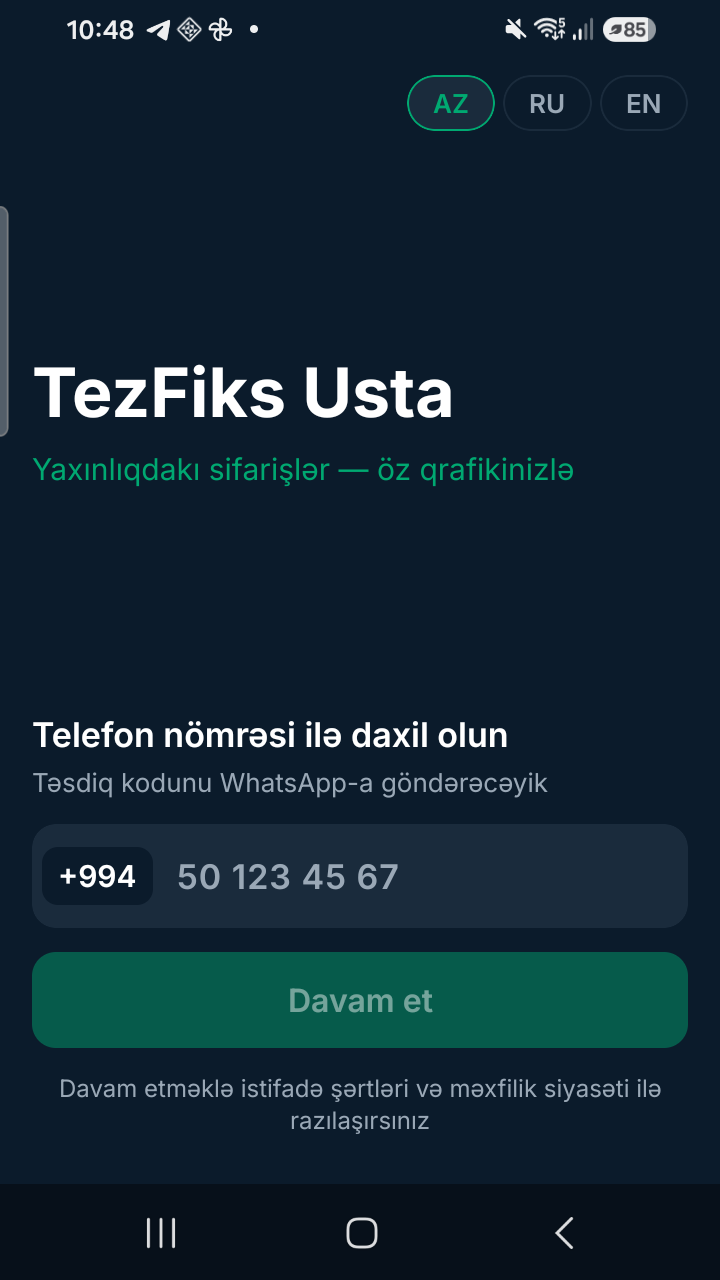 10:48
5
85
AZ RU EN
TezFiks Usta
Yaxınlıqdakı sifarişlər — öz qrafikinizlə
Telefon nömrəsi ilə daxil olun
Təsdiq kodunu WhatsApp-a göndərəcəyik
+994 50 123 45 67
Davam et
Davam etməklə istifadə şərtləri və məxfilik siyasəti ilə
razılaşırsınız